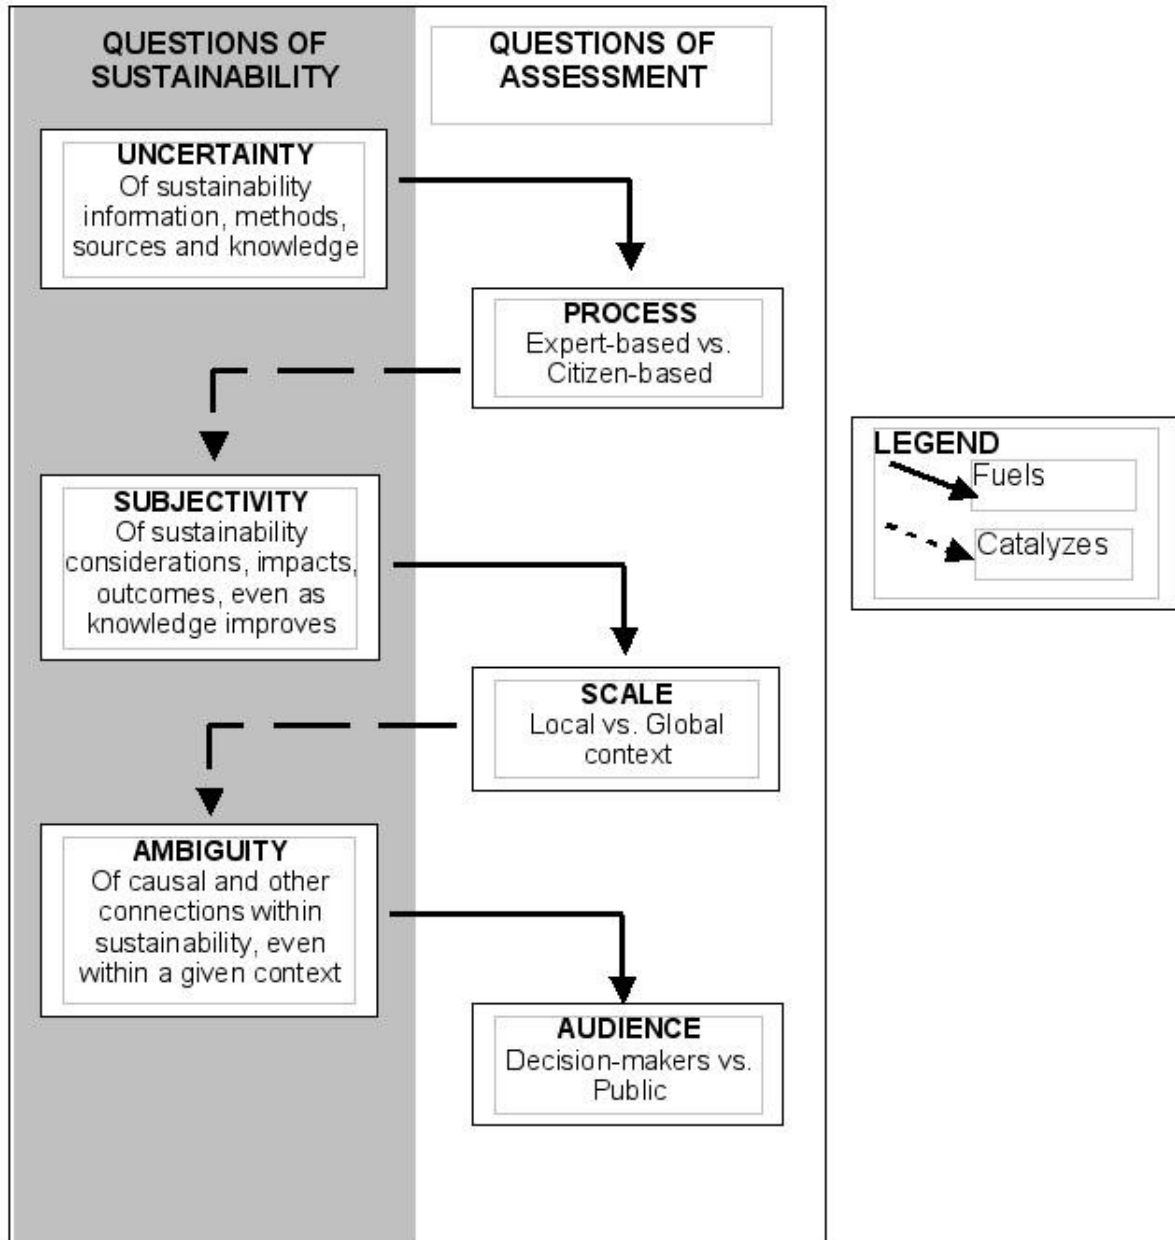 QUESTIONS OF
SUSTAINABILITY
QUESTIONS OF
ASSESSMENT
UNCERTAINTY
Of sustainability
information, methods,
sources and knowledge
PROCESS
Expert-based vs.
Citizen-based
SUBJECTIVITY
Of sustainability
considerations, impacts,
outcomes, even as
knowledge improves
SCALE
Local vs. Global
context
AMBIGUITY
Of causal and other
connections within
sustainability, even
within a given context
AUDIENCE
Decision-makers vs.
Public
LEGEND
Fuels
Catalyzes